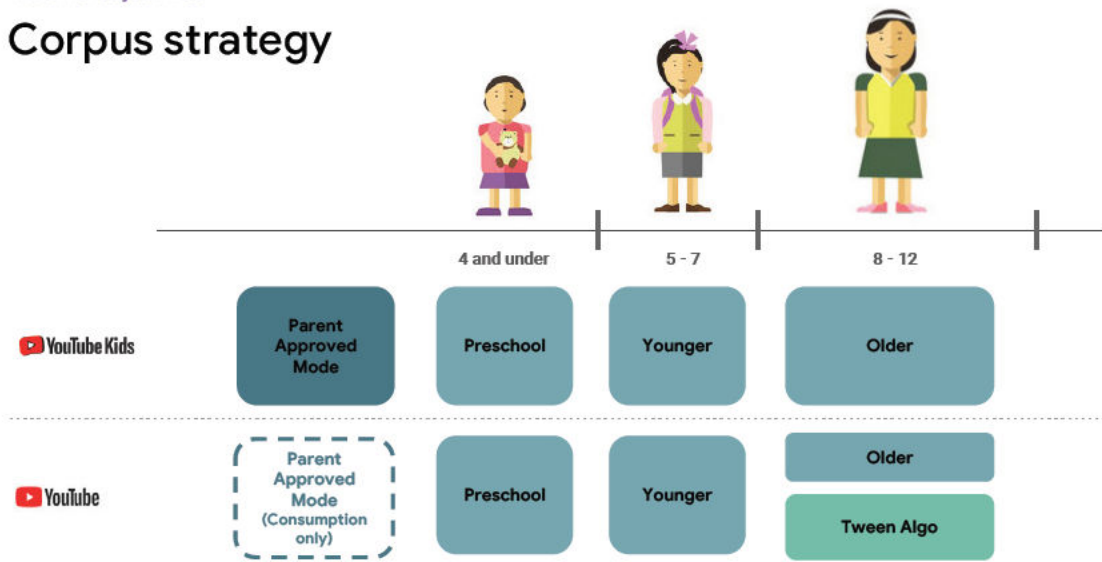 Corpus strategy
4 and under
5 - 7
8 - 12
YouTube Kids
Parent
Approved
Mode
Preschool
Younger
Older
YouTube
Parent
Approved
Mode
(Consumption
only)
Preschool
Younger
Older
Tween Algo